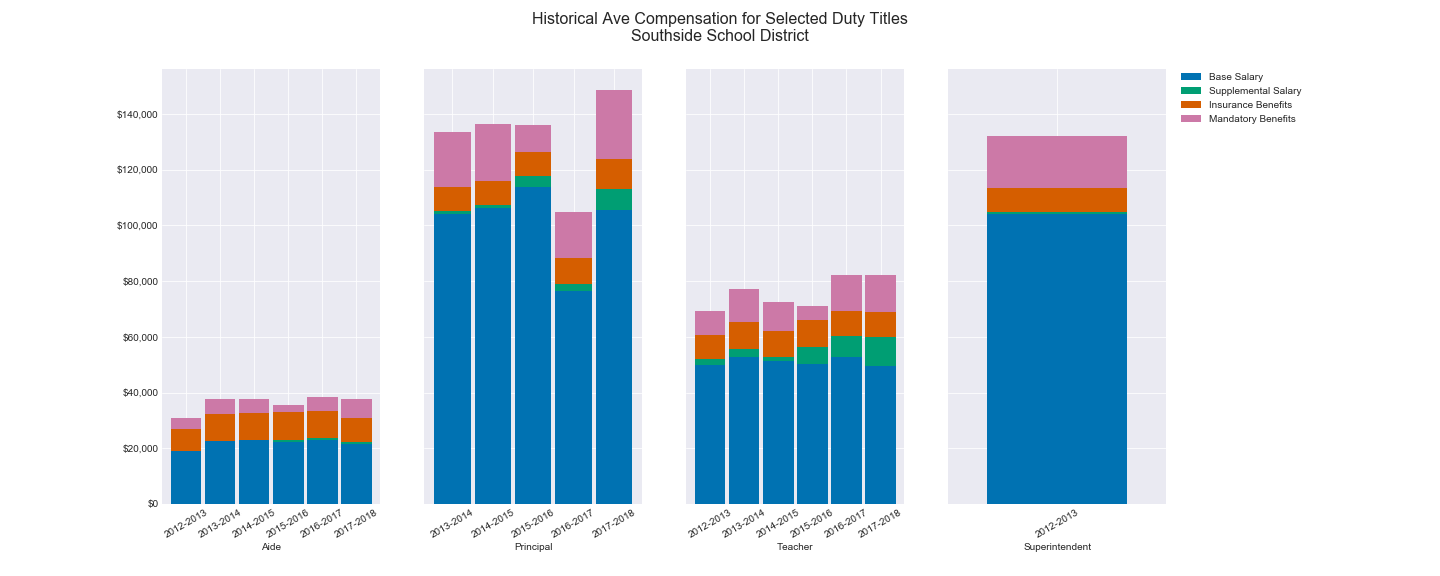 Historical Ave Compensation for Selected Duty Titles
Southside School District
Base Salary
Supplemental Salary
Insurance Benefits
Mandatory Benefits
$140,000
$120,000
$100,000
$80,000
$60,000
$40,000
$20,000
$0
2012-2013
2013-2014
2014-2015
2015-2016
2016-2017
2017-2018
Aide
2013-2014
2014-2015
2015-2016
2016-2017
2017-2018
Principal
2012-2013
2013-2014
2014-2015
2015-2016
2016-2017
2017-2018
Teacher
2012-2013
Superintendent